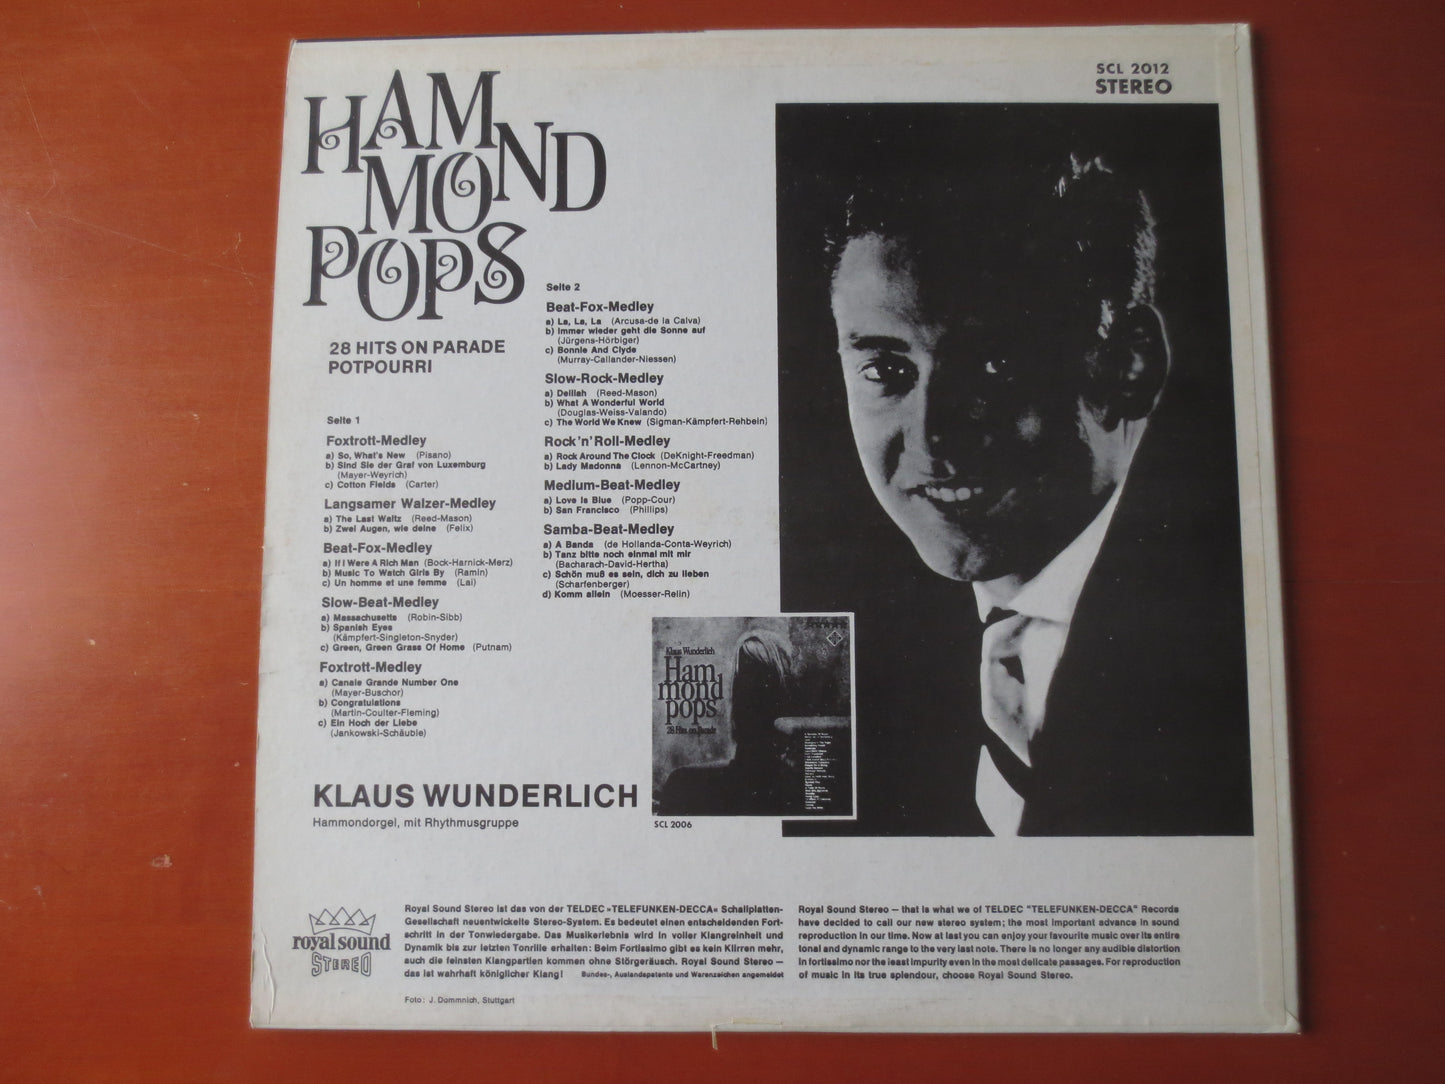 SCL 2012
STEREO
HAM
MOND
POPS
28 HITS ON PARADE
POTPOURRI
Seite 1
Foxtrott-Medley
a) So, What's New (Pisano)
b) Sind Sie der Graf von Luxemburg
(Mayer-Weyrich)
c) Cotton Fields (Carter)
Langsamer Walzer-Medley
a) The Last Waltz (Reed-Mason)
b) Zwei Augen, wie deine (Felix)
Beat-Fox-Medley
a) If I Were A Rich Man (Bock-Harnick-Merz)
b) Music To Watch Girls By (Ramin)
c) Un homme et une femme (Lai)
Slow-Beat-Medley
a) Massachusetts (Robin-Sibb)
b) Spanish Eyes
(Kämpfert-Singleton-Snyder)
c) Green, Green Grass Of Home (Putnam)
Foxtrott-Medley
a) Canale Grande Number One
(Mayer-Buschor)
b) Congratulations
(Martin-Coulter-Fleming)
c) Ein Hoch der Liebe
(Jankowski-Schäuble)
Seite 2
Beat-Fox-Medley
a) La, La, La (Arcusa-de la Calva)
b) Immer wieder geht die Sonne auf
(Jürgens-Hörbiger)
c) Bonnie And Clyde
(Murray-Callander-Niessen)
Slow-Rock-Medley
a) Delilah (Reed-Mason)
b) What A Wonderful World
(Douglas-Weiss-Valando)
c) The World We Knew (Sigman-Kämpfert-Rehbein)
Rock'n'Roll-Medley
a) Rock Around The Clock (DeKnight-Freedman)
b) Lady Madonna (Lennon-McCartney)
Medium-Beat-Medley
a) Love Is Blue (Popp-Cour)
b) San Francisco (Phillips)
Samba-Beat-Medley
a) A Banda (de Hollanda-Conta-Weyrich)
b) Tanz bitte noch einmal mit mir
(Bacharach-David-Hertha)
c) Schön muß es sein, dich zu lieben
(Scharfenberger)
d) Komm allein (Moesser-Relin)
Klaus Wunderlich
Ham
mond
pops
28 Hits on Parade
SCL 2006
KLAUS WUNDERLICH
Hammondorgel, mit Rhythmusgruppe
royal sound
STEREO
Royal Sound Stereo ist das von der TELDEC »TELEFUNKEN-DECCA« Schallplatten-
Gesellschaft neuentwickelte Stereo-System. Es bedeutet einen entscheidenden Fort-
schritt in der Tonwiedergabe. Das Musikerlebnis wird in voller Klangreinheit und
Dynamik bis zur letzten Tonrille erhalten: Beim Fortissimo gibt es kein Klirren mehr,
auch die feinsten Klangpartien kommen ohne Störgeräusch. Royal Sound Stereo —
das ist wahrhaft königlicher Klang! Bundes-, Auslandspatente und Warenzeichen angemeldet
Foto: J. Dommnich, Stuttgart
Royal Sound Stereo — that is what we of TELDEC "TELEFUNKEN-DECCA" Records
have decided to call our new stereo system; the most important advance in sound
reproduction in our time. Now at last you can enjoy your favourite music over its entire
tonal and dynamic range to the very last note. There is no longer any audible distortion
in fortissimo nor the least impurity even in the most delicate passages. For reproduction
of music in its true splendour, choose Royal Sound Stereo.